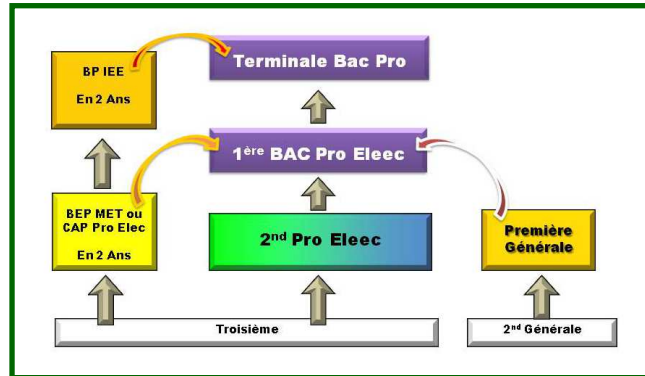 BP IEE
En 2 Ans
Terminale Bac Pro
1ère BAC Pro Eleec
BEP MET ou
CAP Pro Elec
En 2 Ans
2nd Pro Eleec
Première
Générale
Troisième
2nd Générale